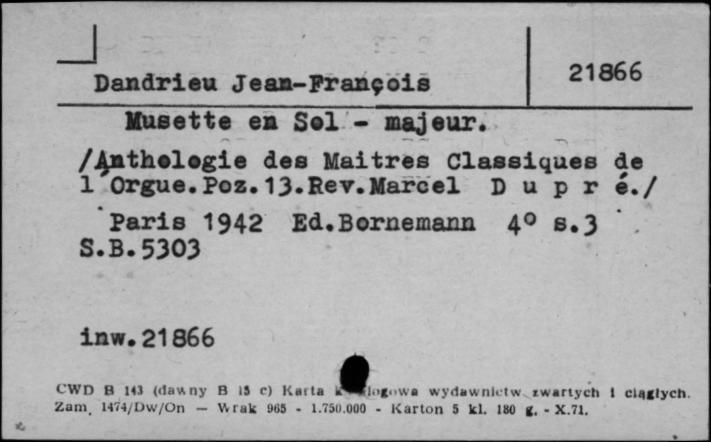 Dandrieu Jean-François
21866
Musette en Sol - majeur.
/Anthologie des Maitres Classiques de
l'Orgue.Poz.13.Rev.Marcel D u p r é./
Paris 1942 Ed.Bornemann 4° s.3
S.B.5303
inw.21866
CWD B 143 (dawny B 15 c) Karta wydawnictw zwartych i ciągłych.
Zam. 1474/Dw/On — Wrak 965 - 1.750.000 - Karton 5 kl. 180 g. - X.71.